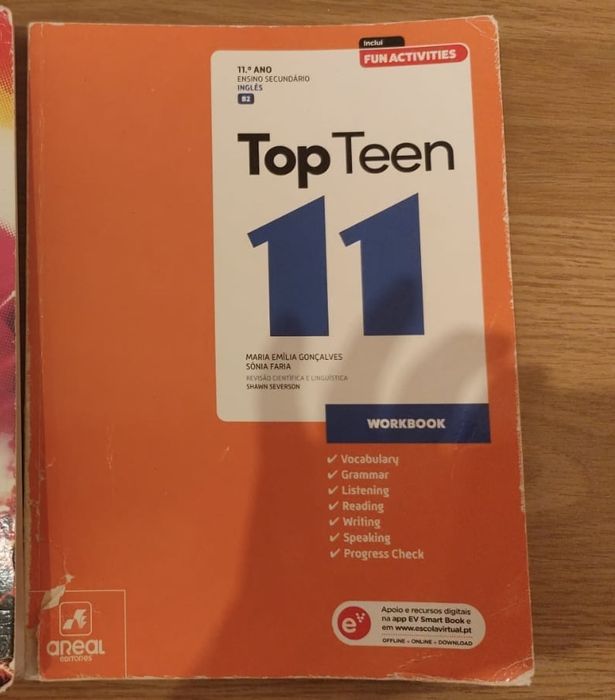 Inclui
FUN ACTIVITIES
11.º ANO
ENSINO SECUNDÁRIO
INGLÊS
B2
Top Teen
11
MARIA EMÍLIA GONÇALVES
SÓNIA FARIA
REVISÃO CIENTÍFICA E LINGUÍSTICA
SHAWN SEVERSON
WORKBOOK
✔ Vocabulary
✔ Grammar
✔ Listening
✔ Reading
✔ Writing
✔ Speaking
✔ Progress Check
ev
Apoio e recursos digitais
na app EV Smart Book e
em www.escolavirtual.pt
OFFLINE + ONLINE + DOWNLOAD
aREaL
EDITORES